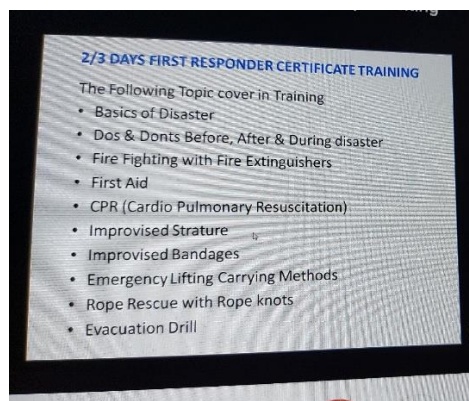 2/3 DAYS FIRST RESPONDER CERTIFICATE TRAINING
The Following Topic cover in Training
• Basics of Disaster
• Dos & Donts Before, After & During disaster
• Fire Fighting with Fire Extinguishers
• First Aid
• CPR (Cardio Pulmonary Resuscitation)
• Improvised Strature
• Improvised Bandages
• Emergency Lifting Carrying Methods
• Rope Rescue with Rope knots
• Evacuation Drill